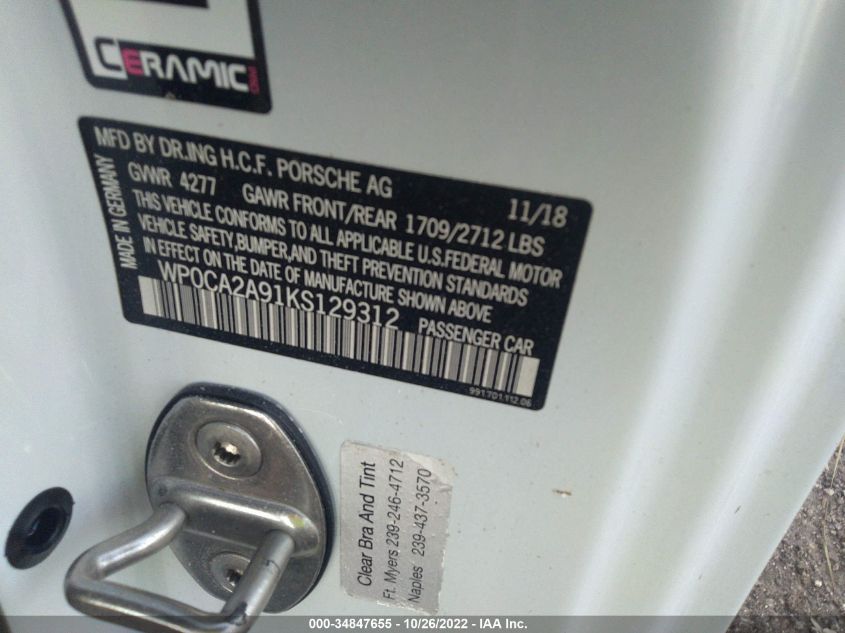 CERAMIC
MFD BY DR.ING H.C.F. PORSCHE AG 11/18
GVWR 4277 GAWR FRONT/REAR 1709/2712 LBS
THIS VEHICLE CONFORMS TO ALL APPLICABLE U.S.FEDERAL MOTOR
VEHICLE SAFETY,BUMPER,AND THEFT PREVENTION STANDARDS
IN EFFECT ON THE DATE OF MANUFACTURE SHOWN ABOVE
WP0CA2A91KS129312 PASSENGER CAR
991.701.112.06
MADE IN GERMANY
Clear Bra And Tint
Ft. Myers 239-246-4712
Naples 239-437-3570
000-34847655 - 10/26/2022 - IAA Inc.